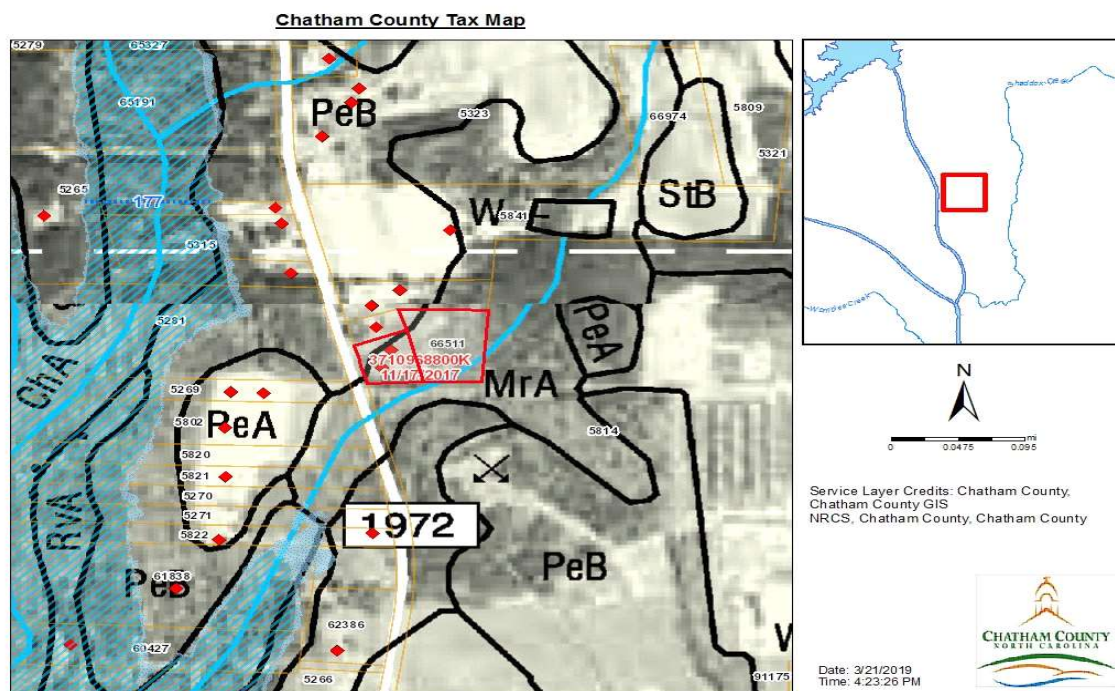 Chatham County Tax Map
5279
65327
65191
PeB
5323
66974
5809
5321
5265
177
StB
5841
5315
5281
66511
3710968800K
11/17/2017
PeA
MrA
ChA
5269
5802
PeA
5814
5820
5821
5270
5271
5822
1972
RvA
PeB
61838
PeB
62386
60427
5266
91175
Shaddox Creek
N
0 0.0475 0.095 mi
Service Layer Credits: Chatham County,
Chatham County GIS
NRCS, Chatham County, Chatham County
CHATHAM COUNTY
NORTH CAROLINA
Date: 3/21/2019
Time: 4:23:26 PM